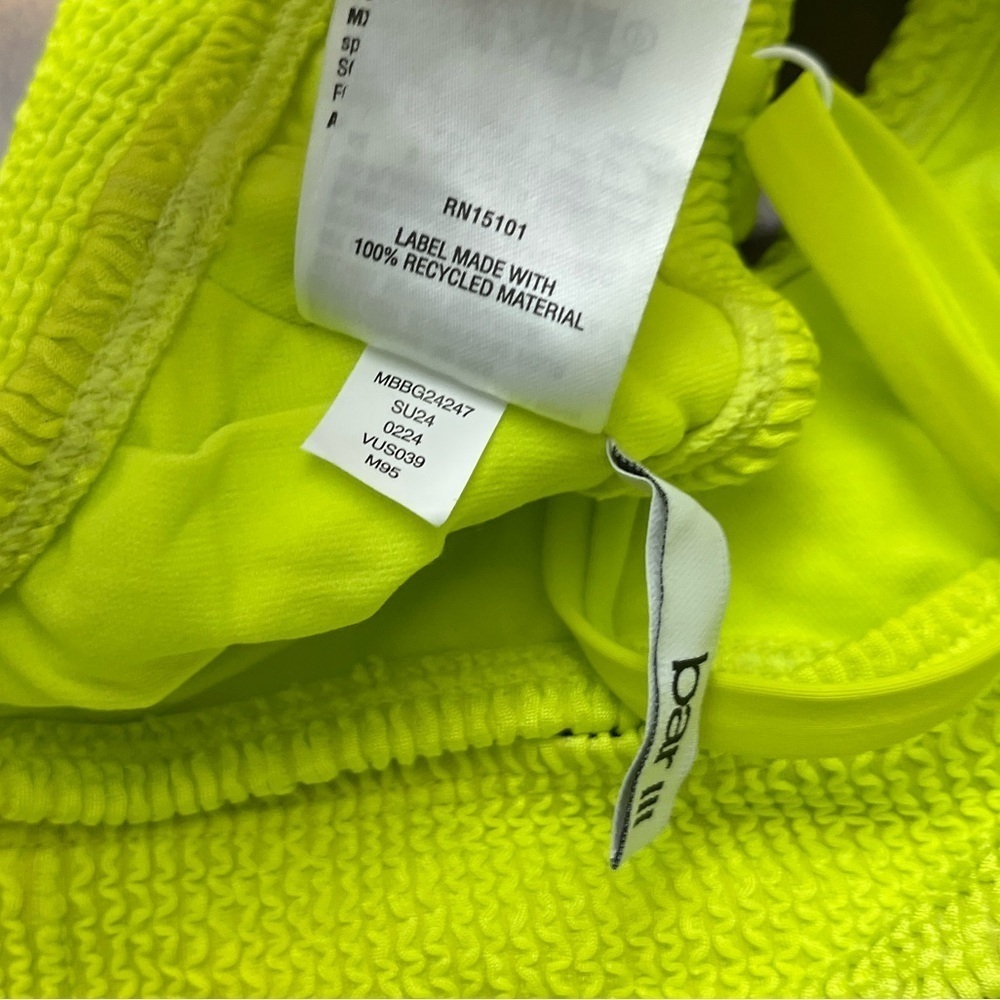 RN15101
LABEL MADE WITH
100% RECYCLED MATERIAL
MBBG24247
SU24
0224
VUS039
M95
bar III